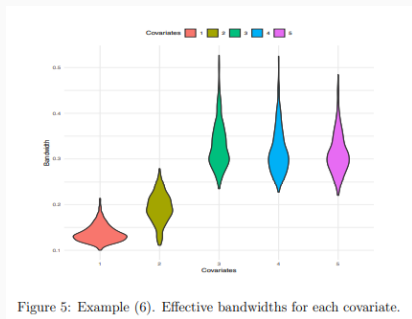 Covariates 1 2 3 4 5
0.5
0.4
0.3
0.2
0.1
Bandwidth
1 2 3 4 5
Covariates
Figure 5: Example (6). Effective bandwidths for each covariate.